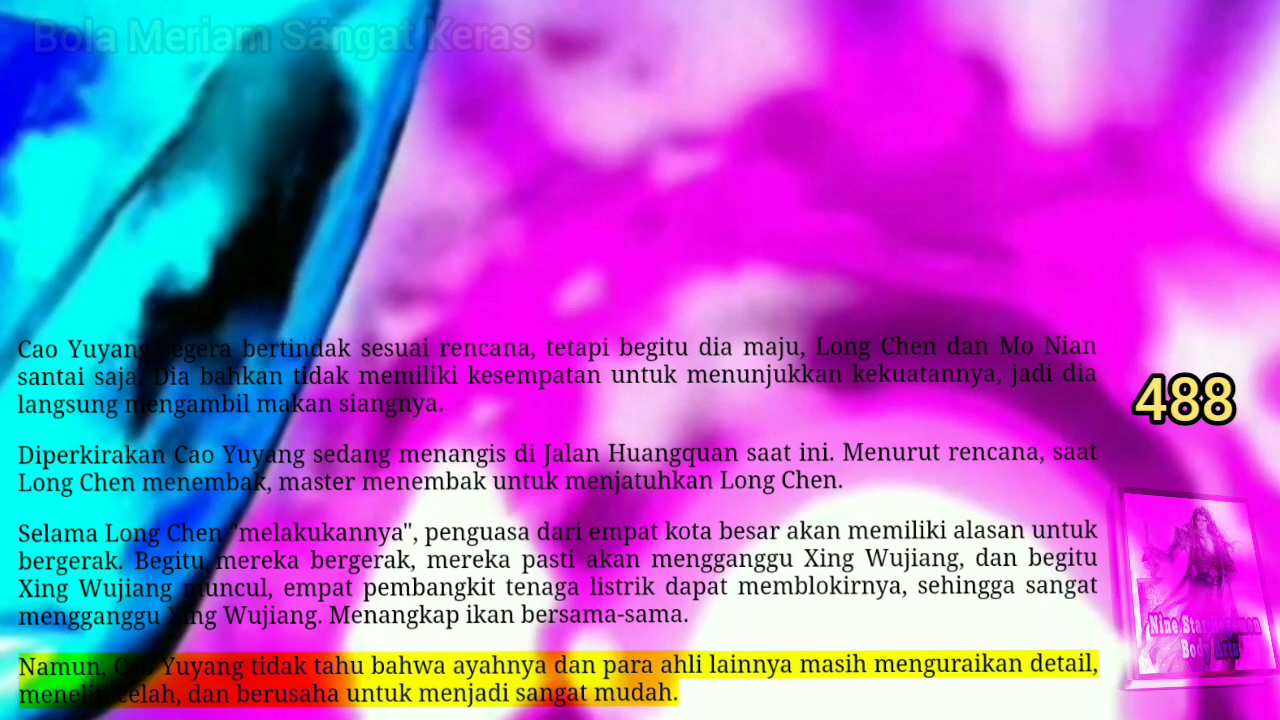 Bola Meriam Sängat Keras
Cao Yuyang segera bertindak sesuai rencana, tetapi begitu dia maju, Long Chen dan Mo Nian
santai saja. Dia bahkan tidak memiliki kesempatan untuk menunjukkan kekuatannya, jadi dia
langsung mengambil makan siangnya.
Diperkirakan Cao Yuyang sedang menangis di Jalan Huangquan saat ini. Menurut rencana, saat
Long Chen menembak, master menembak untuk menjatuhkan Long Chen.
Selama Long Chen "melakukannya", penguasa dari empat kota besar akan memiliki alasan untuk
bergerak. Begitu mereka bergerak, mereka pasti akan mengganggu Xing Wujiang, dan begitu
Xing Wujiang muncul, empat pembangkit tenaga listrik dapat memblokirnya, sehingga sangat
mengganggu Xing Wujiang. Menangkap ikan bersama-sama.
Namun, Cao Yuyang tidak tahu bahwa ayahnya dan para ahli lainnya masih menguraikan detail,
meneliti celah, dan berusaha untuk menjadi sangat mudah.
488
Nine Star Hegemon
Body Arts